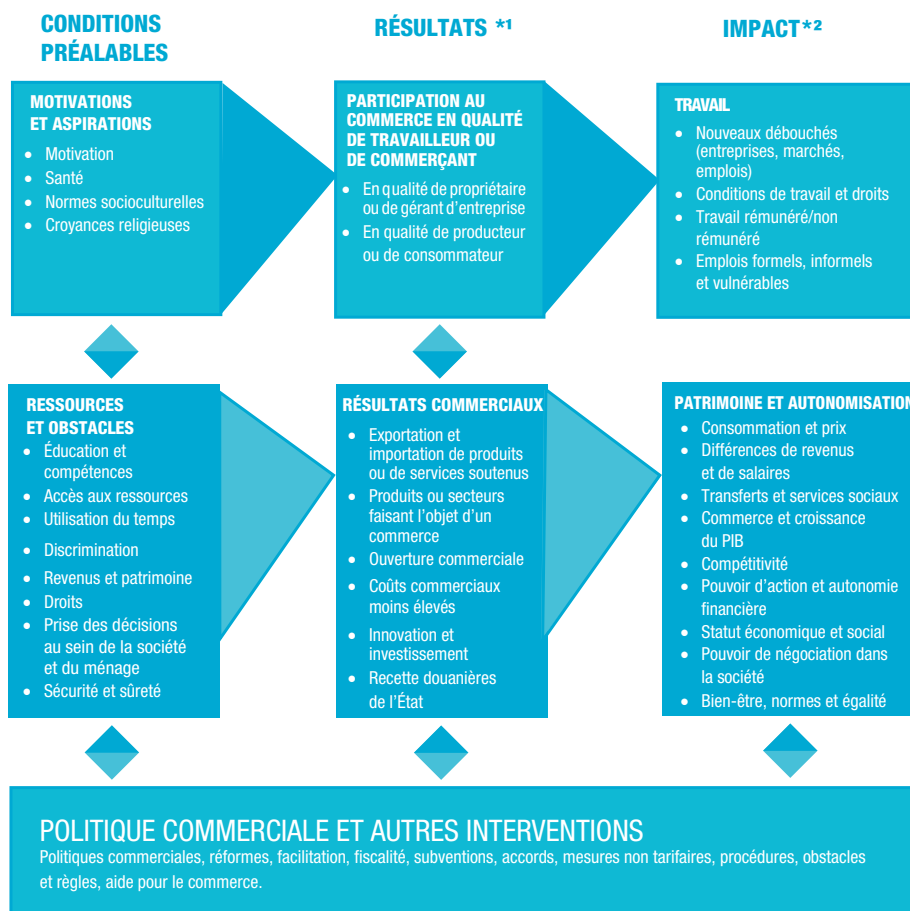 CONDITIONS
PRÉALABLES
RÉSULTATS *¹
IMPACT*²
MOTIVATIONS
ET ASPIRATIONS
• Motivation
• Santé
• Normes socioculturelles
• Croyances religieuses
PARTICIPATION AU
COMMERCE EN QUALITÉ
DE TRAVAILLEUR OU
DE COMMERÇANT
• En qualité de propriétaire
ou de gérant d’entreprise
• En qualité de producteur
ou de consommateur
TRAVAIL
• Nouveaux débouchés
(entreprises, marchés,
emplois)
• Conditions de travail et droits
• Travail rémunéré/non
rémunéré
• Emplois formels, informels
et vulnérables
RESSOURCES
ET OBSTACLES
• Éducation et
compétences
• Accès aux ressources
• Utilisation du temps
• Discrimination
• Revenus et patrimoine
• Droits
• Prise des décisions
au sein de la société
et du ménage
• Sécurité et sûreté
RÉSULTATS COMMERCIAUX
• Exportation et
importation de produits
ou de services soutenus
• Produits ou secteurs
faisant l’objet d’un
commerce
• Ouverture commerciale
• Coûts commerciaux
moins élevés
• Innovation et
investissement
• Recette douanières
de l’État
PATRIMOINE ET AUTONOMISATION
• Consommation et prix
• Différences de revenu
et de salaires
• Transferts et services sociaux
• Commerce et croissance
du PIB
• Compétitivité
• Pouvoir d’action et autonomie
financière
• Statut économique et social
• Pouvoir de négociation dans
la société
• Bien-être, normes et égalité
POLITIQUE COMMERCIALE ET AUTRES INTERVENTIONS
Politiques commerciales, réformes, facilitation, fiscalité, subventions, accords, mesures non tarifaires, procédures, obstacles
et règles, aide pour le commerce.